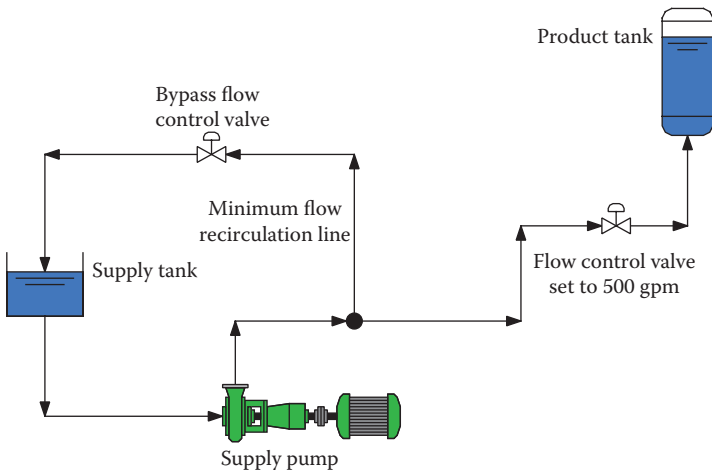 Product tank
Bypass flow
control valve
Minimum flow
recirculation line
Supply tank
Flow control valve
set to 500 gpm
Supply pump